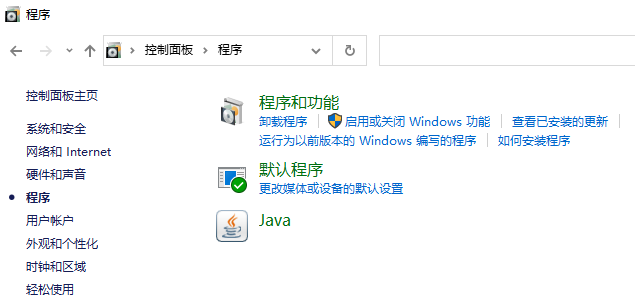 程序
控制面板 程序
控制面板主页
系统和安全
网络和 Internet
硬件和声音
程序
用户帐户
外观和个性化
时钟和区域
轻松使用
程序和功能
卸载程序 启用或关闭 Windows 功能 查看已安装的更新
运行为以前版本的 Windows 编写的程序 如何安装程序
默认程序
更改媒体或设备的默认设置
Java